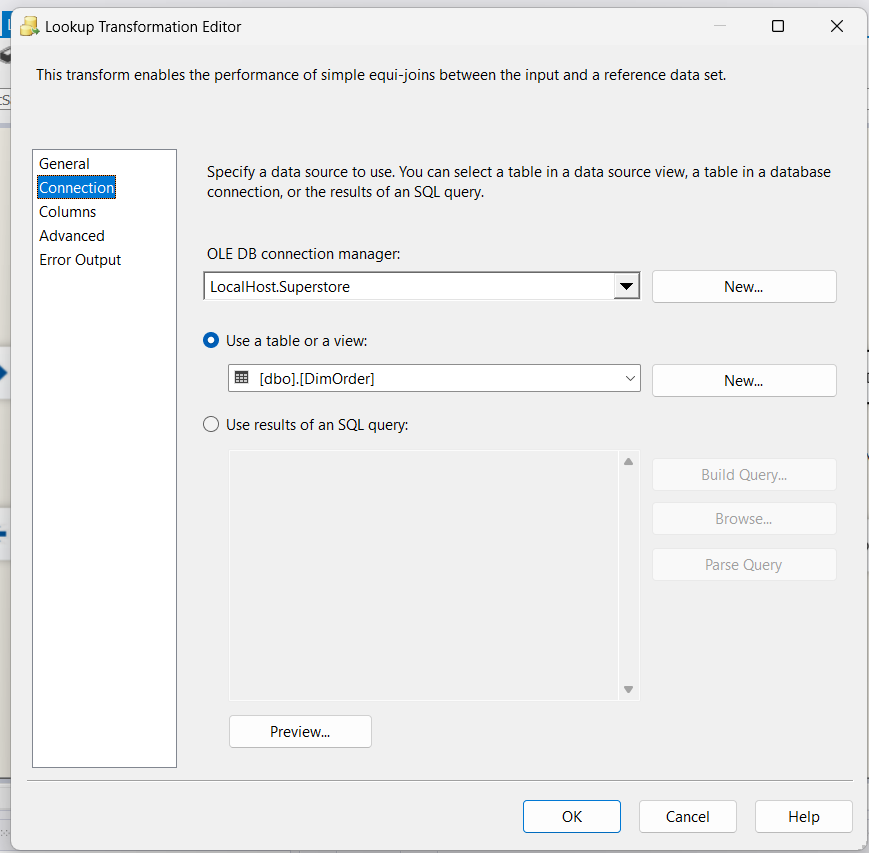 Lookup Transformation Editor
This transform enables the performance of simple equi-joins between the input and a reference data set.
General
Connection
Columns
Advanced
Error Output
Specify a data source to use. You can select a table in a data source view, a table in a database
connection, or the results of an SQL query.
OLE DB connection manager:
LocalHost.Superstore
New...
Use a table or a view:
[dbo].[DimOrder]
New...
Use results of an SQL query:
Build Query...
Browse...
Parse Query
Preview...
OK
Cancel
Help